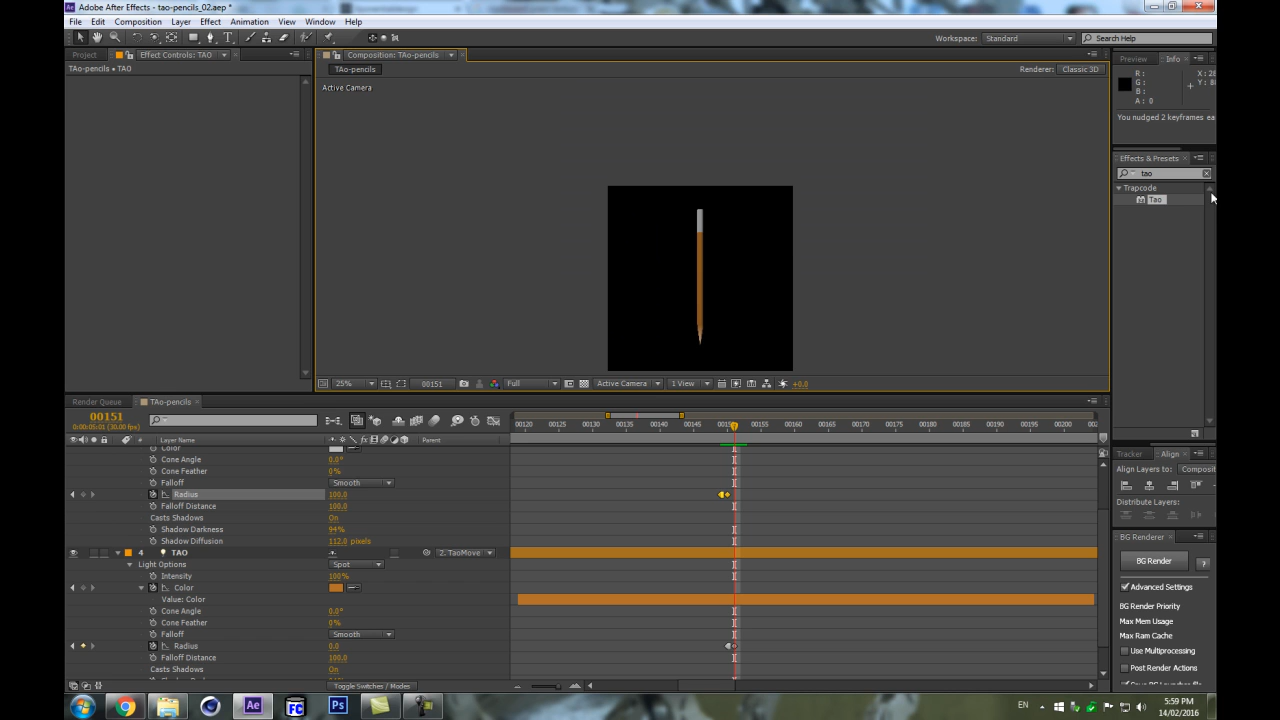 Adobe After Effects - tao-pencils_02.aep *
File Edit Composition Layer Effect Animation View Window Help
Workspace: Standard Search Help
Project Effect Controls: TAO Composition: TAo-pencils Preview Info
TAo-pencils • TAO TAo-pencils Renderer: Classic 3D
Active Camera
R:
G:
B:
A: 0
You nudged 2 keyframes ea
Effects & Presets
tao
Trapcode
Tao
25% 00151 Full Active Camera 1 View +0.0
Render Queue TAo-pencils
00151
0:00:05:01 (30.00 fps)
00120 00125 00130 00135 00140 00145 00155 00160 00165 00170 00175 00180 00185 00190 00195 00200
# Layer Name Parent
Color
Cone Angle 0.0°
Cone Feather 0%
Falloff Smooth
Radius 100.0
Falloff Distance 100.0
Casts Shadows On
Shadow Darkness 94%
Shadow Diffusion 112.0 pixels
4 TAO 2. TaoMove
Light Options Spot
Intensity 100%
Color
Value: Color
Cone Angle 0.0°
Cone Feather 0%
Falloff Smooth
Radius 0.0
Falloff Distance 100.0
Casts Shadows On
Toggle Switches / Modes
Tracker Align
Align Layers to: Composit
Distribute Layers:
BG Renderer
BG Render ?
Advanced Settings
BG Render Priority
Max Mem Usage
Max Ram Cache
Use Multiprocessing
Post Render Actions
EN 5:59 PM
14/02/2016